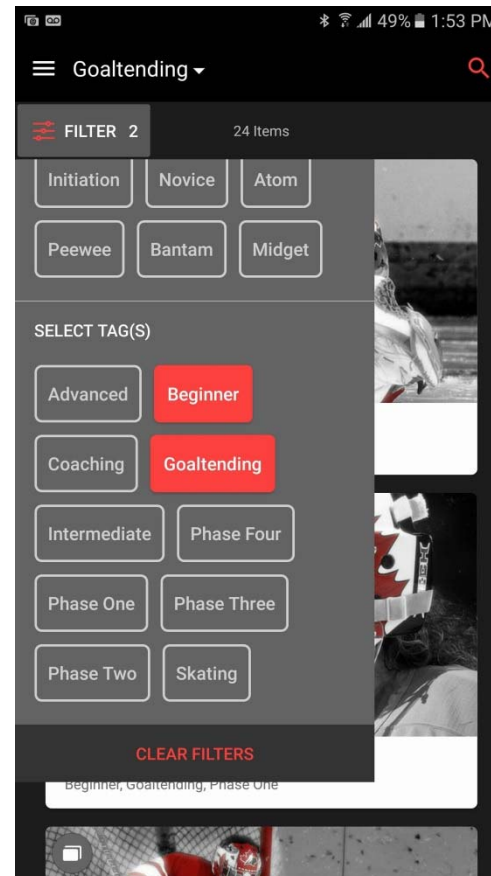 49% 1:53 PM
Goaltending
FILTER 2
24 Items
Initiation Novice Atom
Peewee Bantam Midget
SELECT TAG(S)
Advanced Beginner
Coaching Goaltending
Intermediate Phase Four
Phase One Phase Three
Phase Two Skating
CLEAR FILTERS
Beginner, Goaltending, Phase One